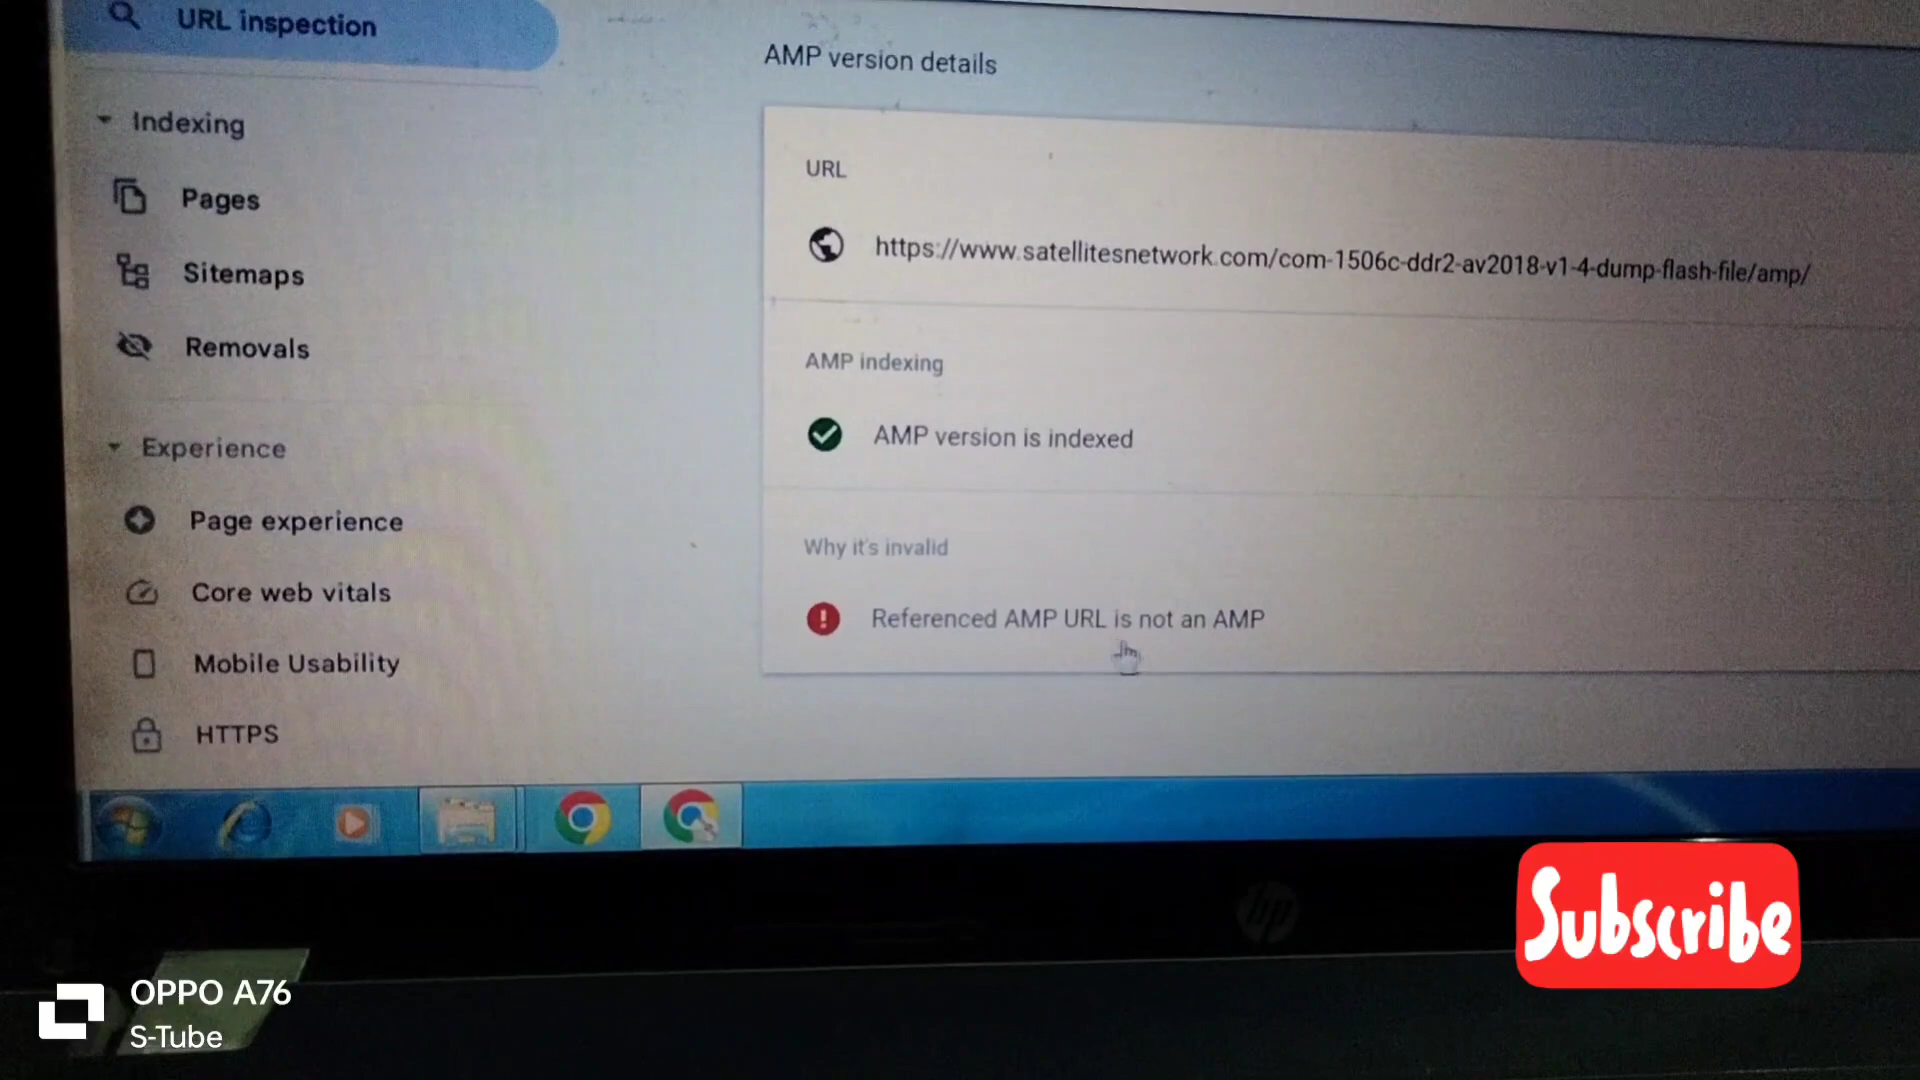 URL inspection
Indexing
Pages
Sitemaps
Removals
Experience
Page experience
Core web vitals
Mobile Usability
HTTPS
AMP version details
URL
https://www.satellitesnetwork.com/com-1506c-ddr2-av2018-v1-4-dump-flash-file/amp/
AMP indexing
AMP version is indexed
Why it's invalid
Referenced AMP URL is not an AMP
hp
Subscribe
OPPO A76
S-Tube